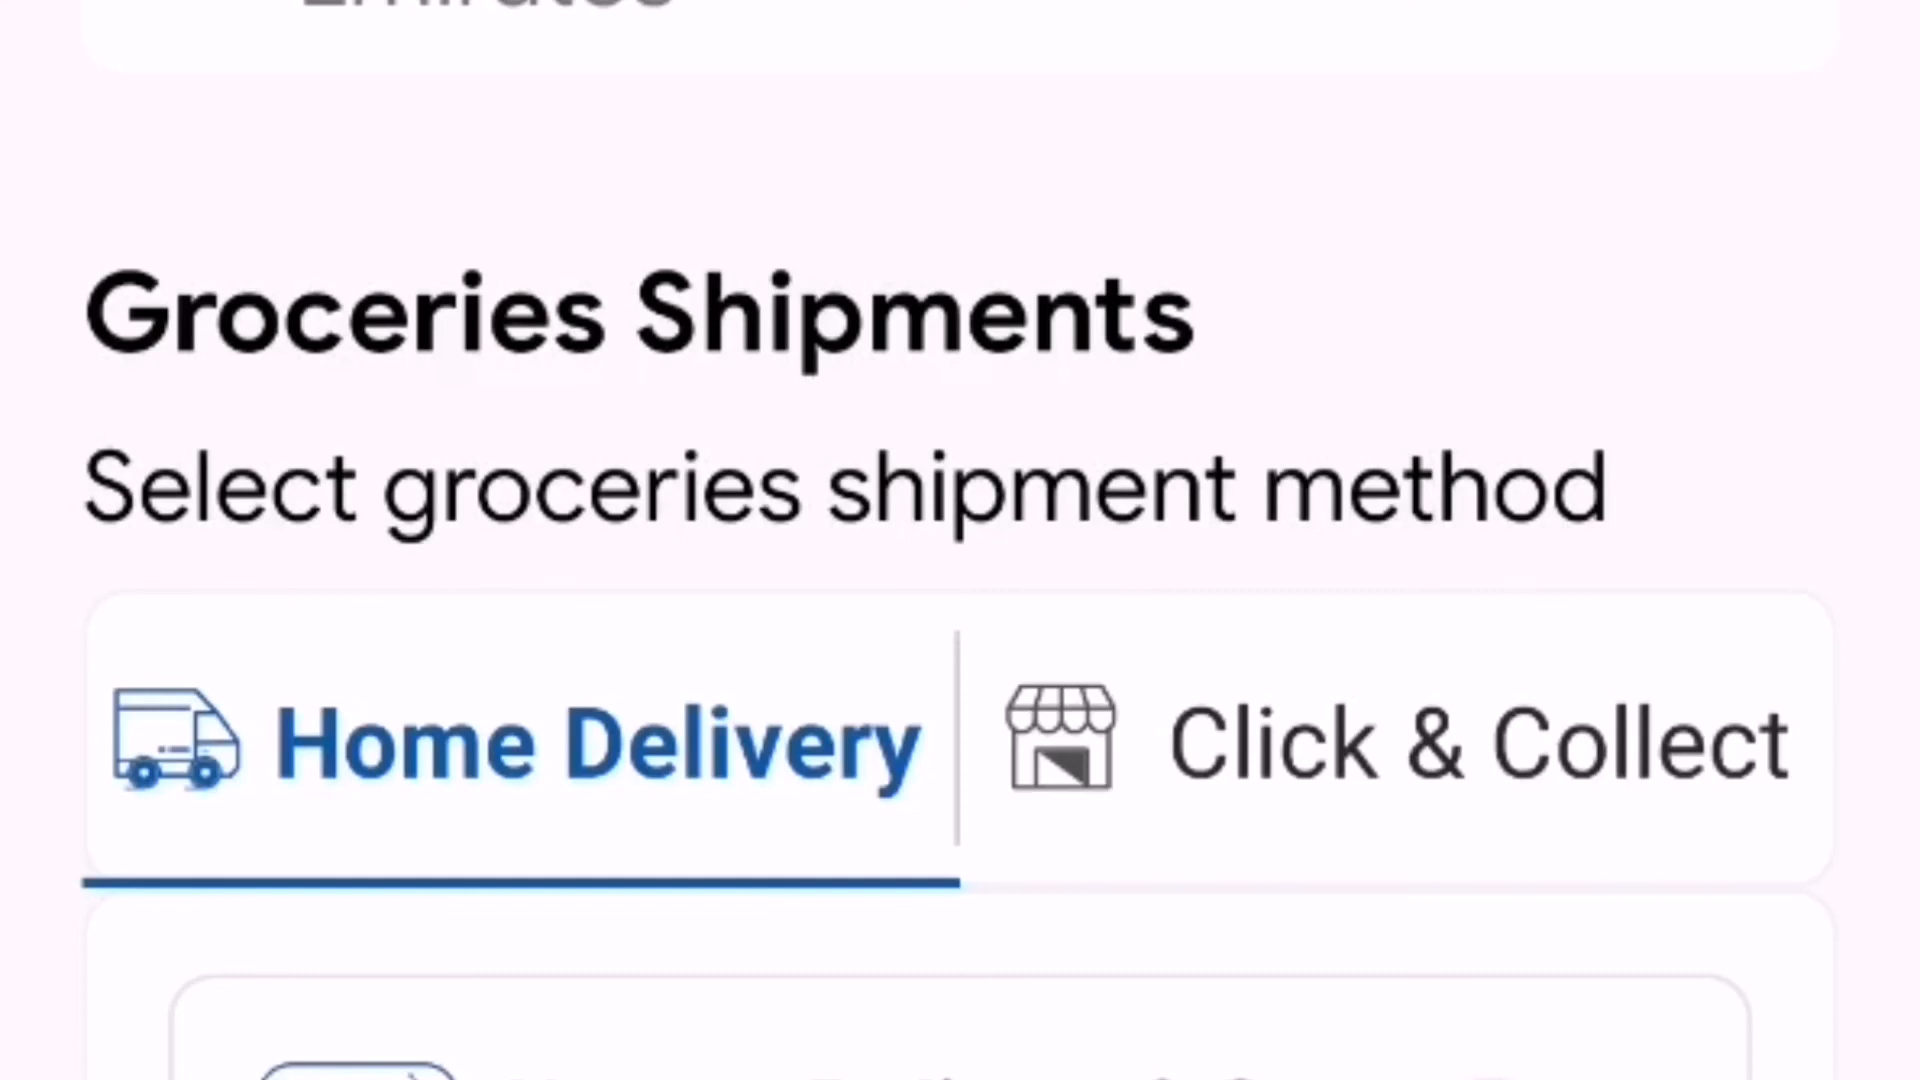 Groceries Shipments
Select groceries shipment method
Home Delivery
Click & Collect